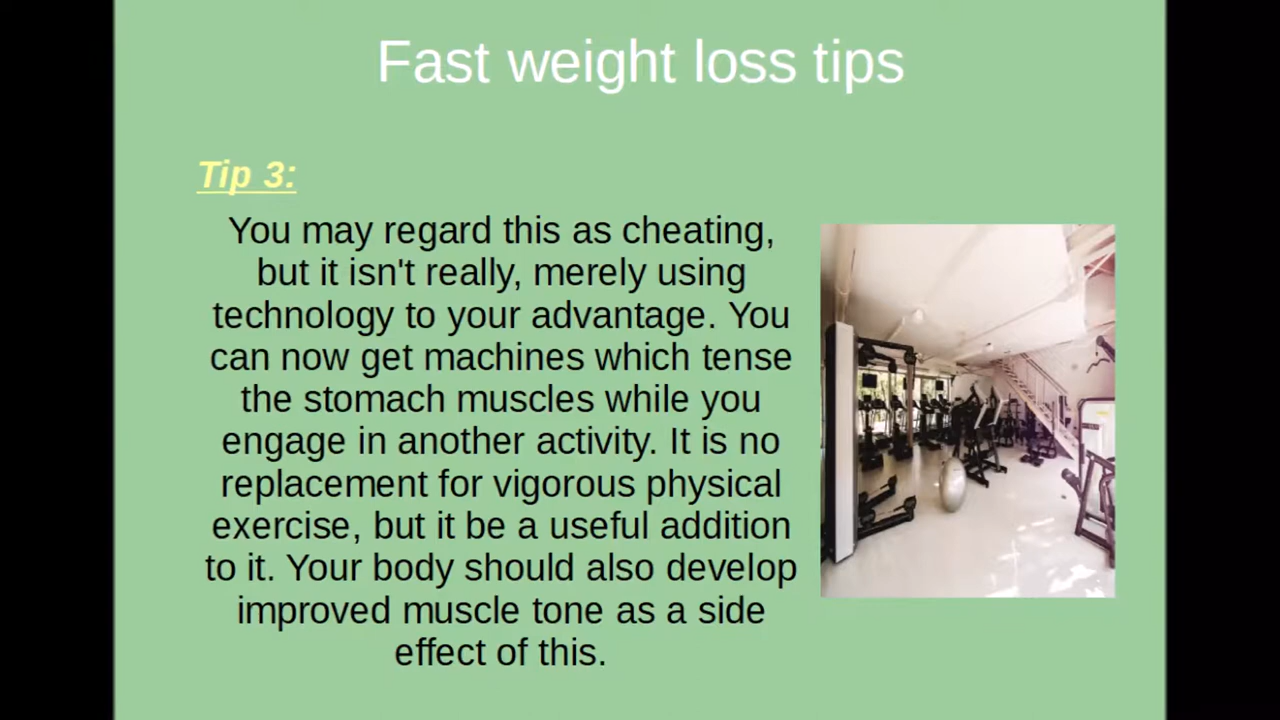 Fast weight loss tips
Tip 3:
You may regard this as cheating,
but it isn't really, merely using
technology to your advantage. You
can now get machines which tense
the stomach muscles while you
engage in another activity. It is no
replacement for vigorous physical
exercise, but it be a useful addition
to it. Your body should also develop
improved muscle tone as a side
effect of this.